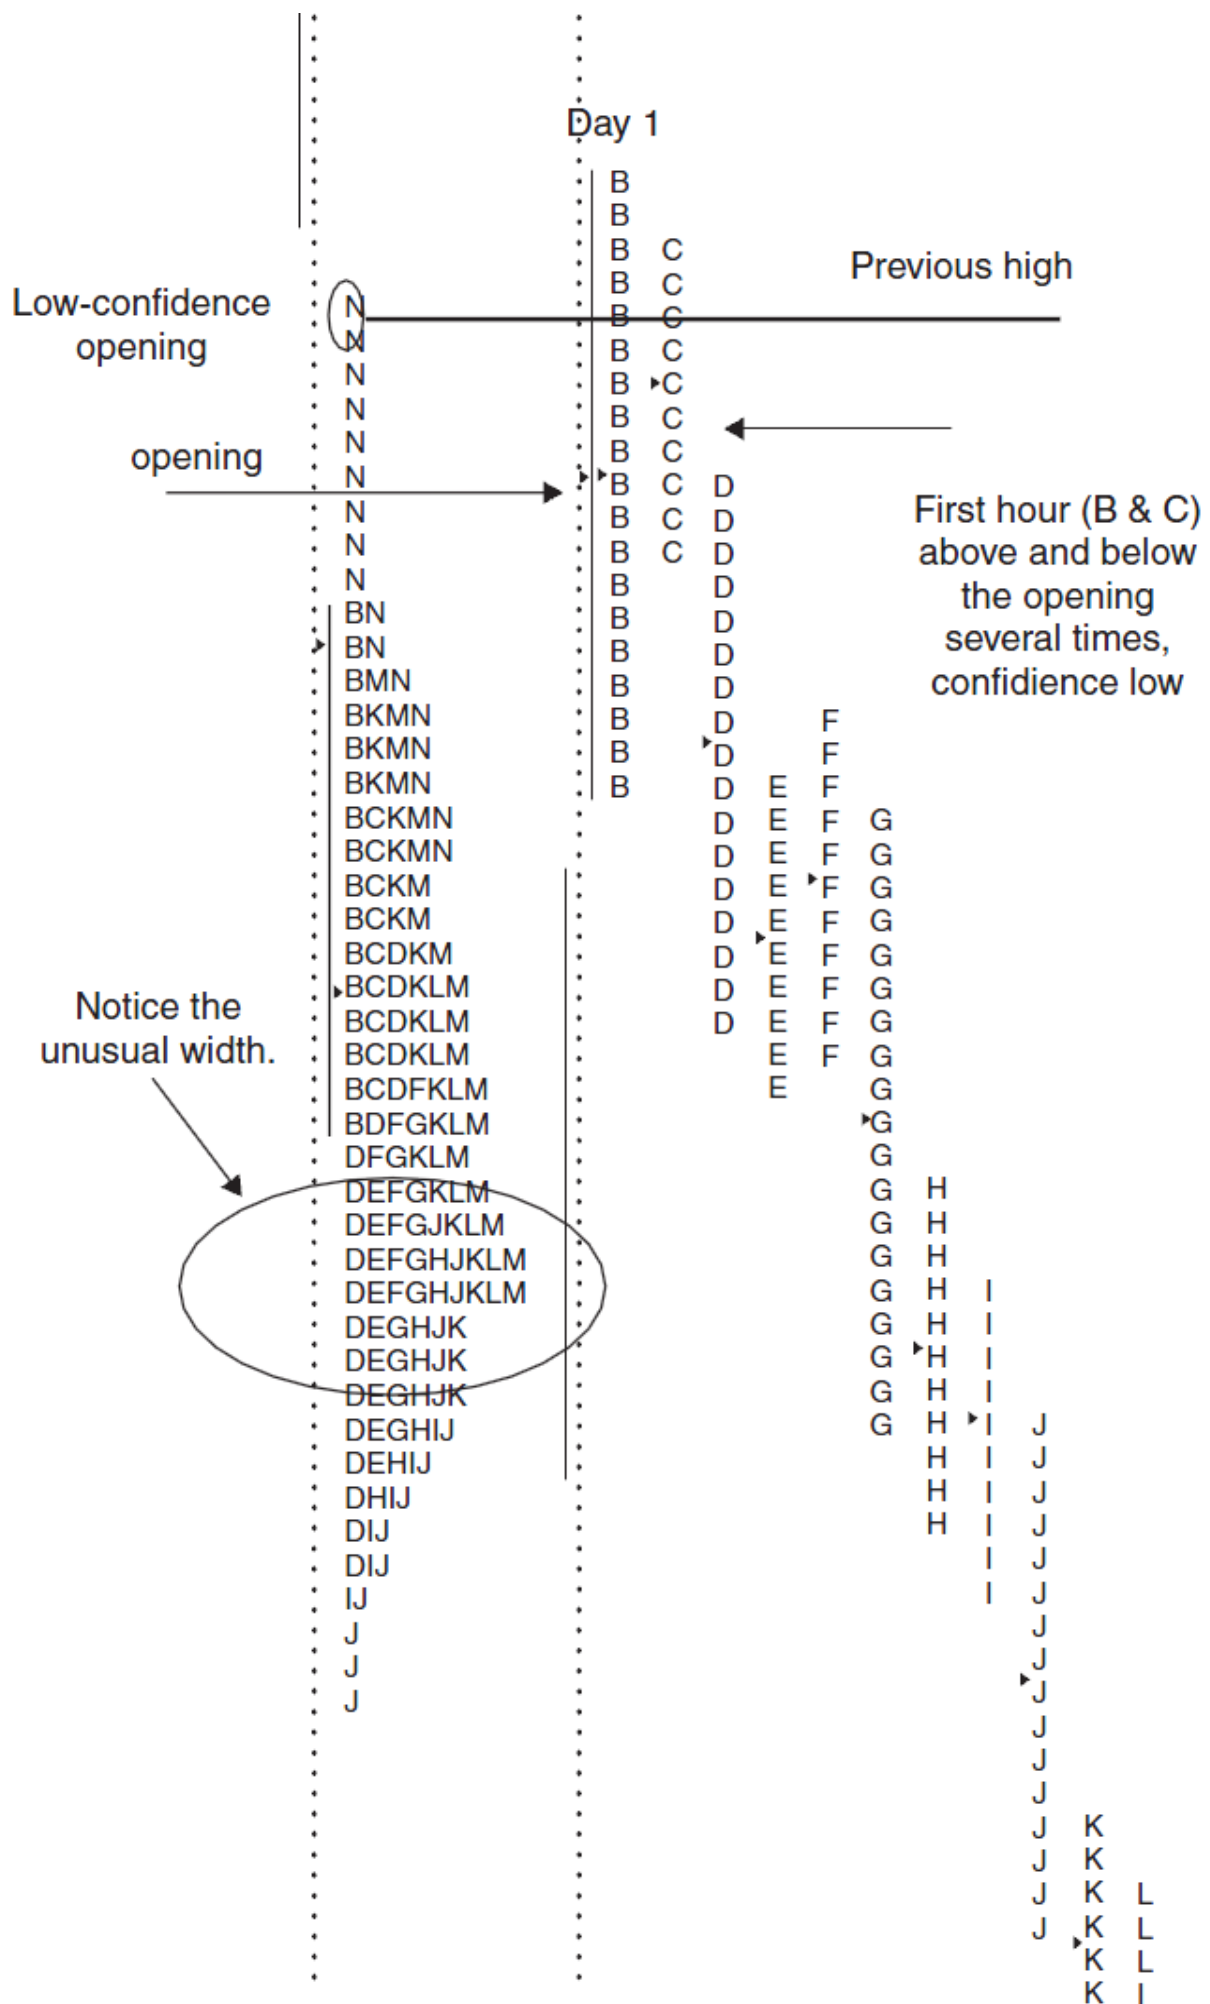 Low-confidence
opening
opening
Notice the
unusual width.
N
N
N
N
N
N
N
N
N
BN
BN
BMN
BKMN
BKMN
BKMN
BCKMN
BCKMN
BCKM
BCKM
BCDKM
BCDKLM
BCDKLM
BCDKLM
BCDFKLM
BDFGKLM
DFGKLM
DEFGKLM
DEFGJKLM
DEFGHJKLM
DEFGHJKLM
DEGHJK
DEGHJK
DEGHJK
DEGHIJ
DEHIJ
DHIJ
DIJ
DIJ
IJ
J
J
J
Day 1
B
B
B C
B C
B C
B C
B C
B C
B C
B C D
B C D
B C D
B D
B D
B D
B D
B D F
B D F
B D E F
D E F G
D E F G
D E F G
D E F G
D E F G
D E F G
D E F G
E F G
E G
G
G
G H
G H
G H
G H I
G H I
G H I
G H I
G H I J
H I J
H I J
H I J
I J
I J
J
J
J
J
J
J
J K
J K
J K L
J K L
K L
K L
Previous high
First hour (B & C)
above and below
the opening
several times,
confidience low